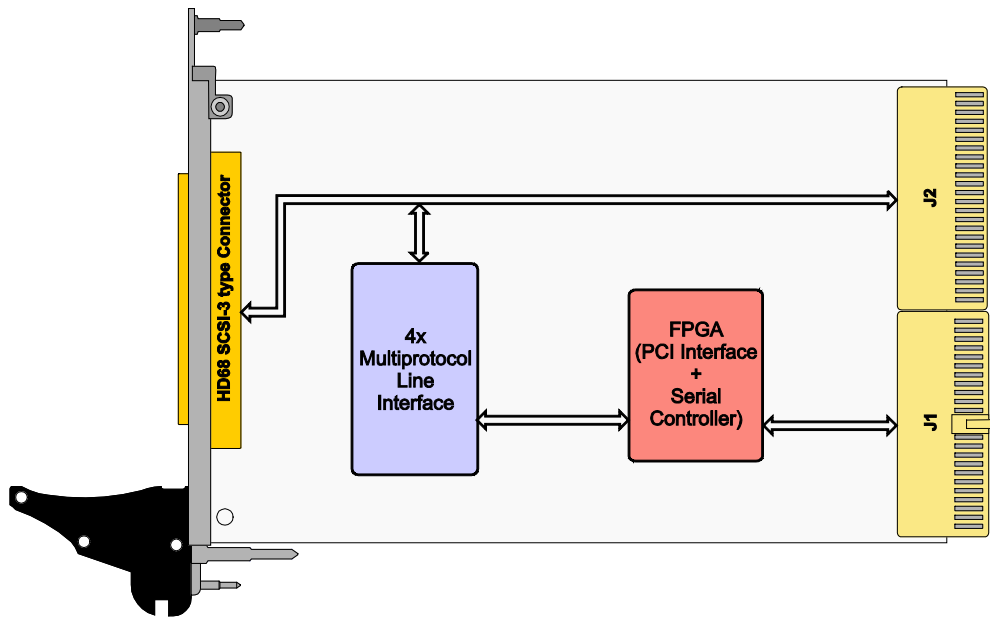 HD68 SCSI-3 type Connector
J2
4x
Multiprotocol
Line
Interface
FPGA
(PCI Interface
+
Serial
Controller)
J1